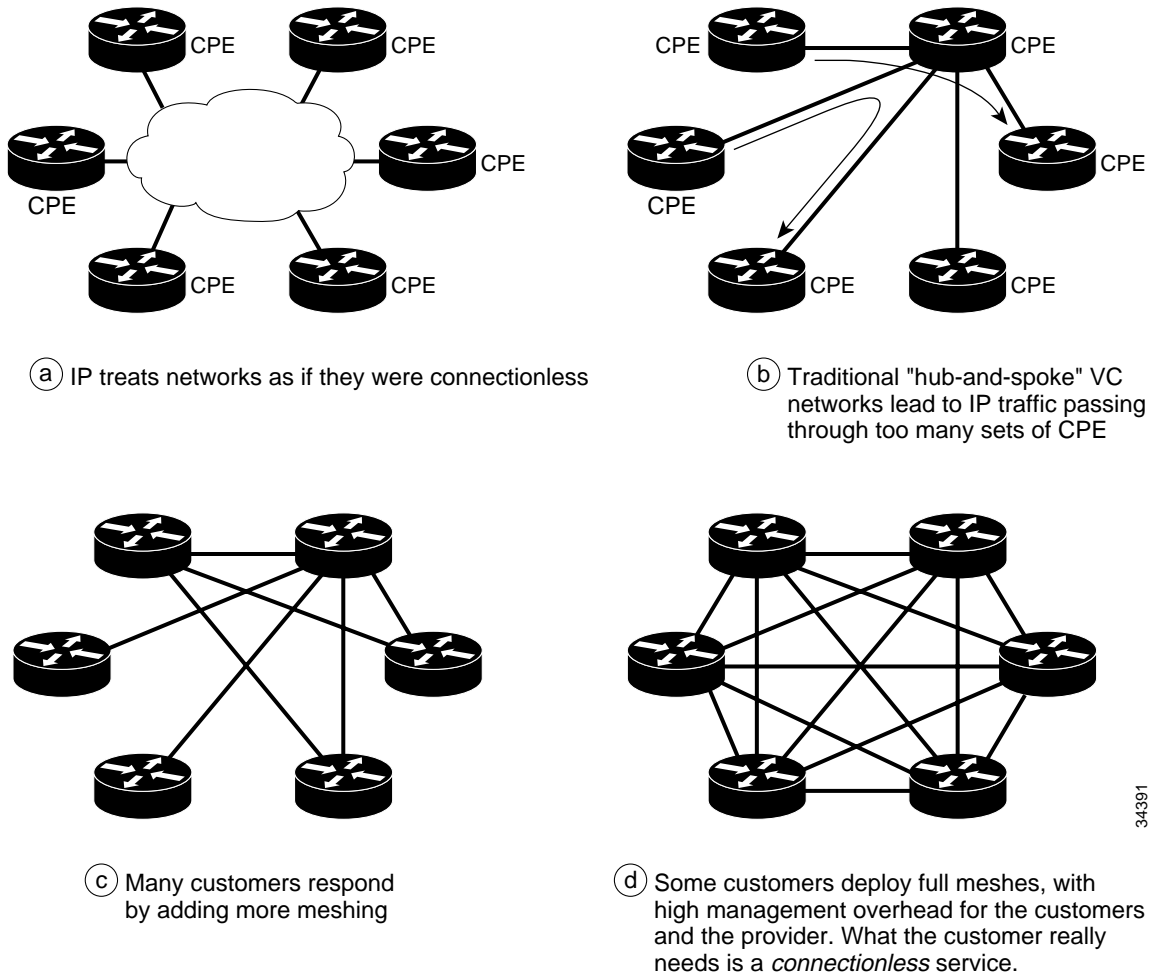 CPE
CPE
CPE
CPE
CPE
CPE
a IP treats networks as if they were connectionless
CPE
CPE
CPE
CPE
CPE
CPE
b Traditional "hub-and-spoke" VC
networks lead to IP traffic passing
through too many sets of CPE
c Many customers respond
by adding more meshing
d Some customers deploy full meshes, with
high management overhead for the customers
and the provider. What the customer really
needs is a connectionless service.
34391